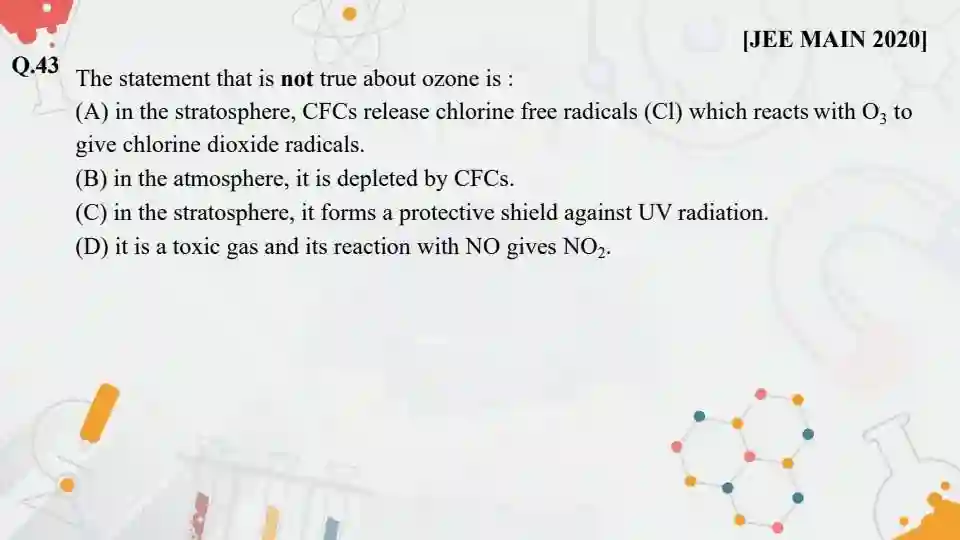 [JEE MAIN 2020]
Q.43
The statement that is not true about ozone is :
(A) in the stratosphere, CFCs release chlorine free radicals (Cl) which reacts with O₃ to
give chlorine dioxide radicals.
(B) in the atmosphere, it is depleted by CFCs.
(C) in the stratosphere, it forms a protective shield against UV radiation.
(D) it is a toxic gas and its reaction with NO gives NO₂.